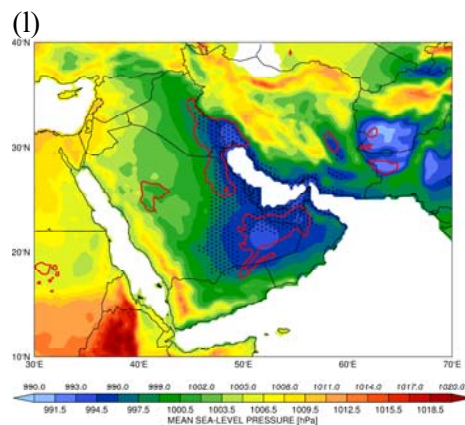 (l)
40°N
30°N
20°N
10°N
30°E 40°E 50°E 60°E 70°E
990.0 993.0 996.0 999.0 1002.0 1005.0 1008.0 1011.0 1014.0 1017.0 1020.0
991.5 994.5 997.5 1000.5 1003.5 1006.5 1009.5 1012.5 1015.5 1018.5
MEAN SEA-LEVEL PRESSURE [hPa]